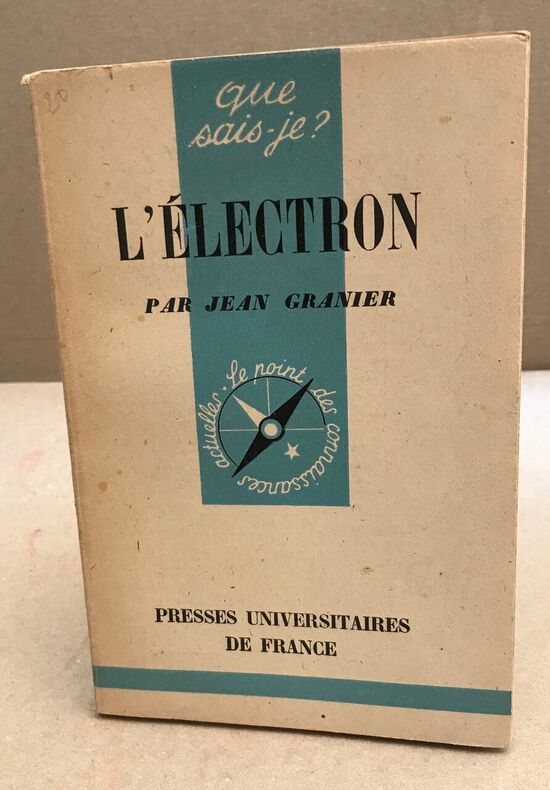 que
sais-je?
L'ÉLECTRON
PAR JEAN GRANIER
Le point des connaissances actuelles.
PRESSES UNIVERSITAIRES
DE FRANCE